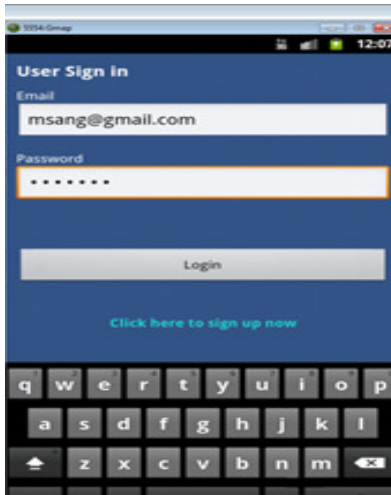 5554:Gmap
12:07
User Sign in
Email
msang@gmail.com
Password
•••••••
Login
Click here to sign up now
q w e r t y u i o p
a s d f g h j k l
z x c v b n m